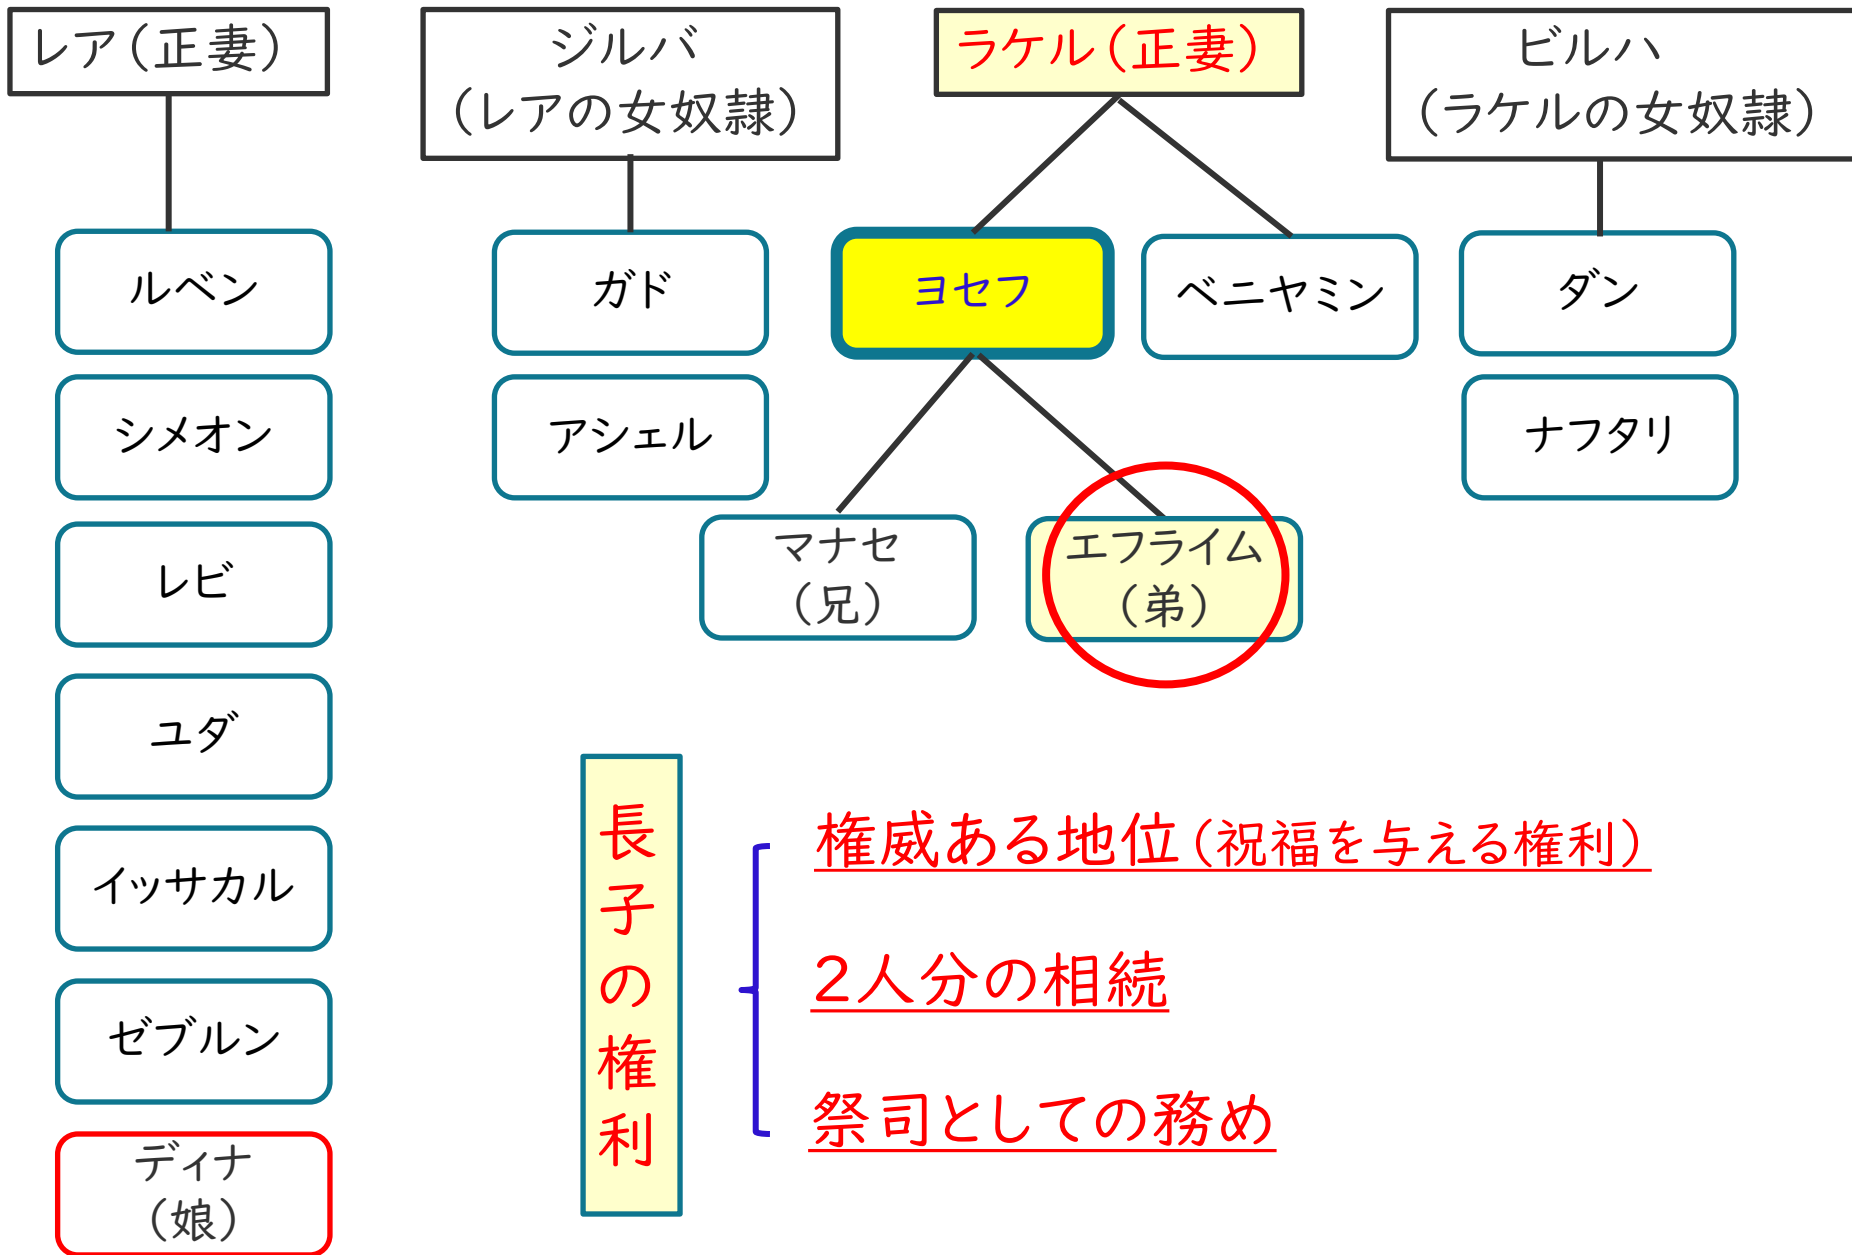 レア（正妻）
ルベン
シメオン
レビ
ユダ
イッサカル
ゼブルン
ディナ
（娘）
ジルバ
（レアの女奴隷）
ガド
アシェル
ラケル（正妻）
ヨセフ
ベニヤミン
マナセ
（兄）
エフライム
（弟）
ビルハ
（ラケルの女奴隷）
ダン
ナフタリ
長子の権利
権威ある地位（祝福を与える権利）
２人分の相続
祭司としての務め